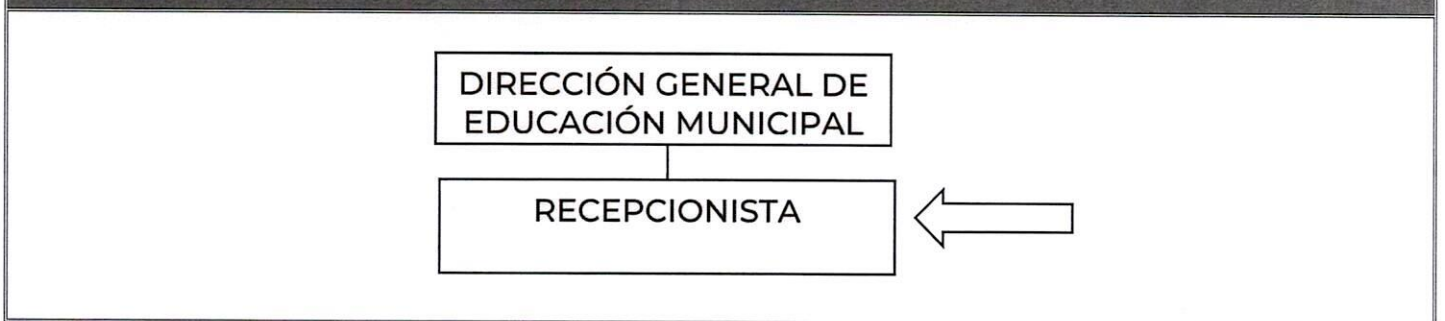 DIRECCIÓN GENERAL DE
EDUCACIÓN MUNICIPAL
RECEPCIONISTA